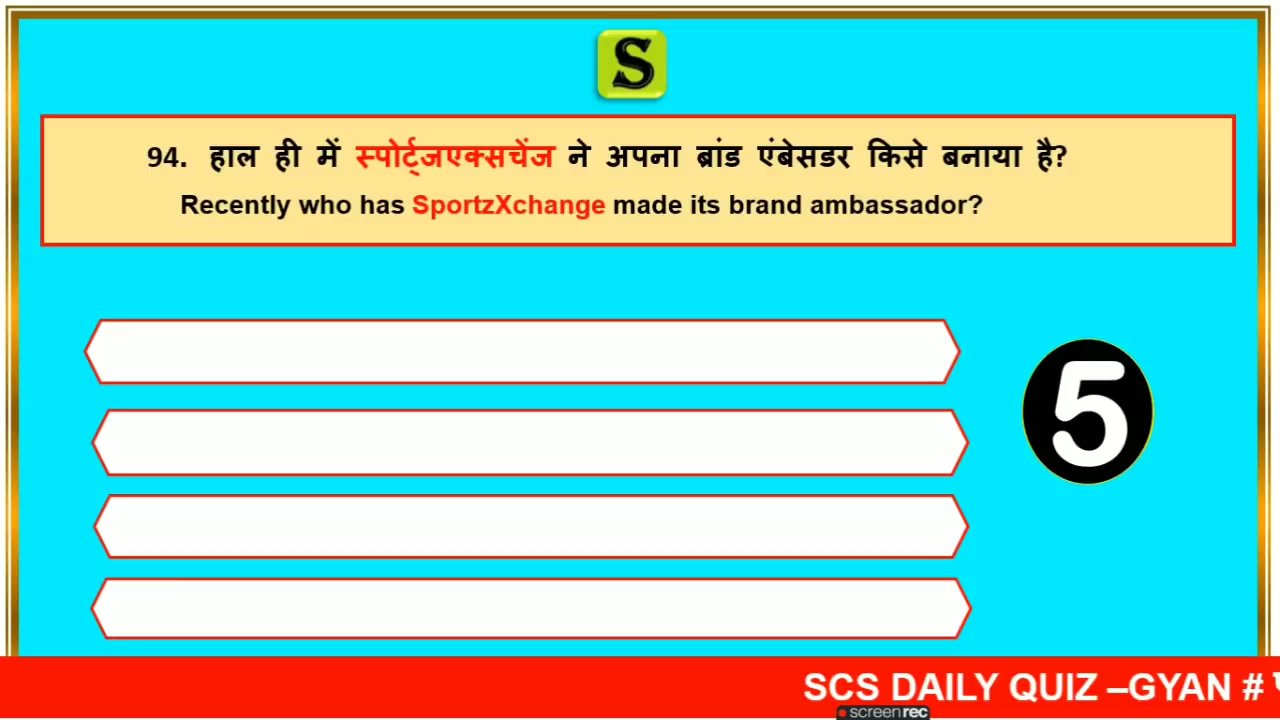 S
94. हाल ही में स्पोर्ट्जएक्सचेंज ने अपना ब्रांड एंबेसडर किसे बनाया है?
Recently who has SportzXchange made its brand ambassador?
5
SCS DAILY QUIZ –GYAN #
screenrec